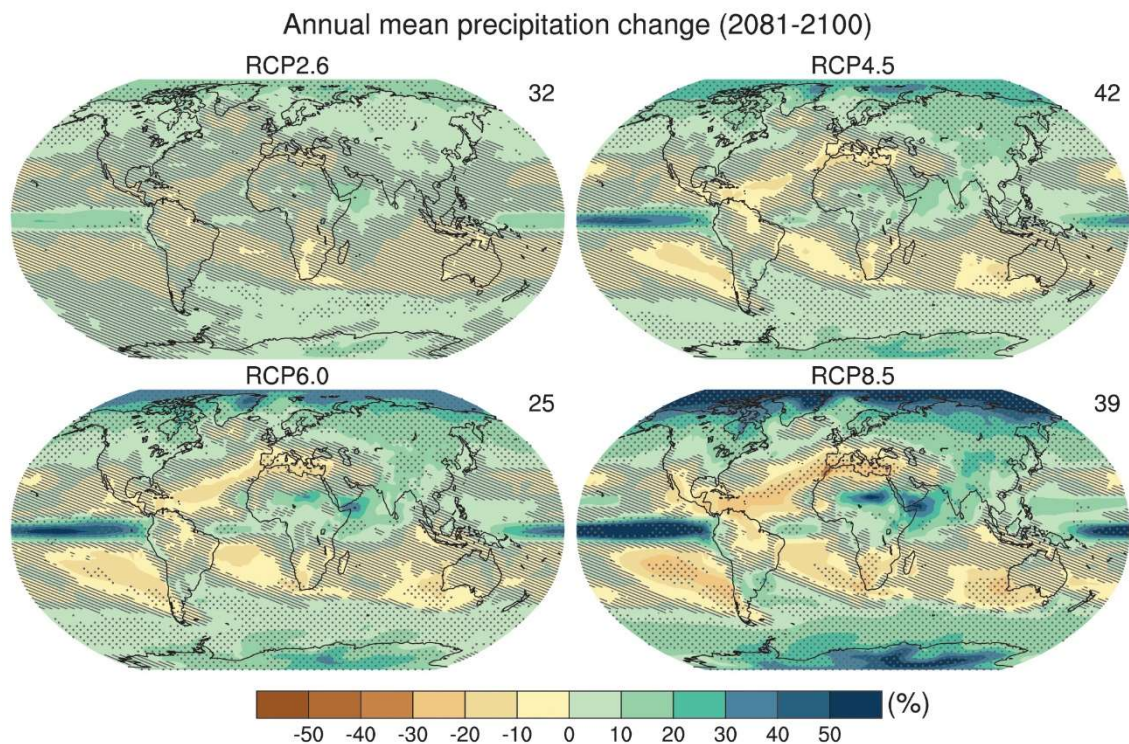 Annual mean precipitation change (2081-2100)
RCP2.6
32
RCP4.5
42
RCP6.0
25
RCP8.5
39
(%)
-50 -40 -30 -20 -10 0 10 20 30 40 50